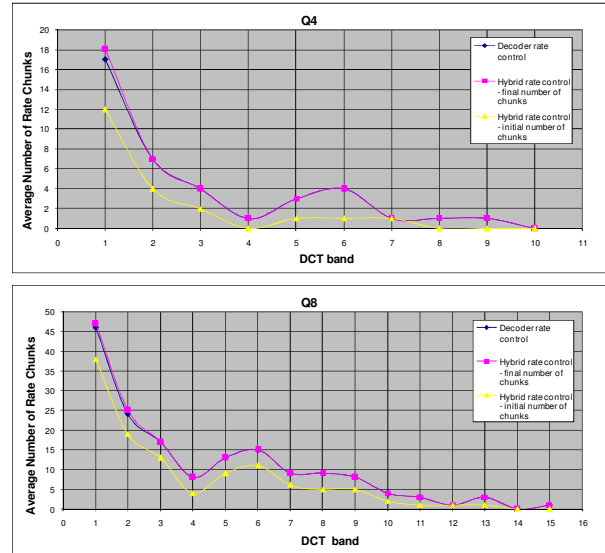 Q4
20
18
16
14
12
10
8
6
4
2
0
Average Number of Rate Chunks
0 1 2 3 4 5 6 7 8 9 10 11
DCT band
Decoder rate
control
Hybrid rate control
- final number of
chunks
Hybrid rate control
- initial number of
chunks
Q8
50
45
40
35
30
25
20
15
10
5
0
Average Number of Rate Chunks
0 1 2 3 4 5 6 7 8 9 10 11 12 13 14 15 16
DCT band
Decoder rate
control
Hybrid rate control
- final number of
chunks
Hybrid rate control
- initial number of
chunks